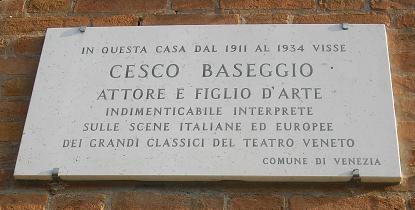 IN QUESTA CASA DAL 1911 AL 1934 VISSE
CESCO BASEGGIO
ATTORE E FIGLIO D'ARTE
INDIMENTICABILE INTERPRETE
SULLE SCENE ITALIANE ED EUROPEE
DEI GRANDI CLASSICI DEL TEATRO VENETO
COMUNE DI VENEZIA